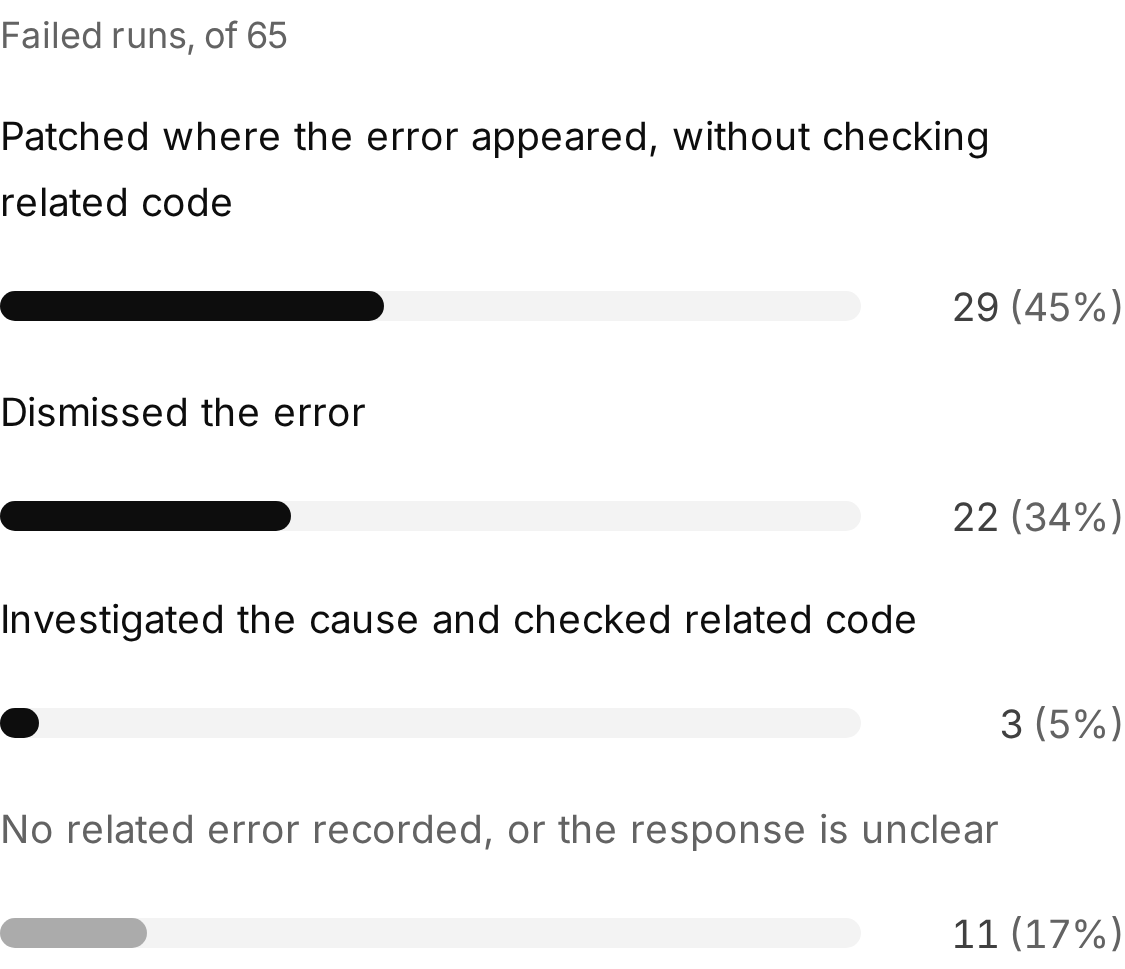 Failed runs, of 65
Patched where the error appeared, without checking
related code
29 (45%)
Dismissed the error
22 (34%)
Investigated the cause and checked related code
3 (5%)
No related error recorded, or the response is unclear
11 (17%)